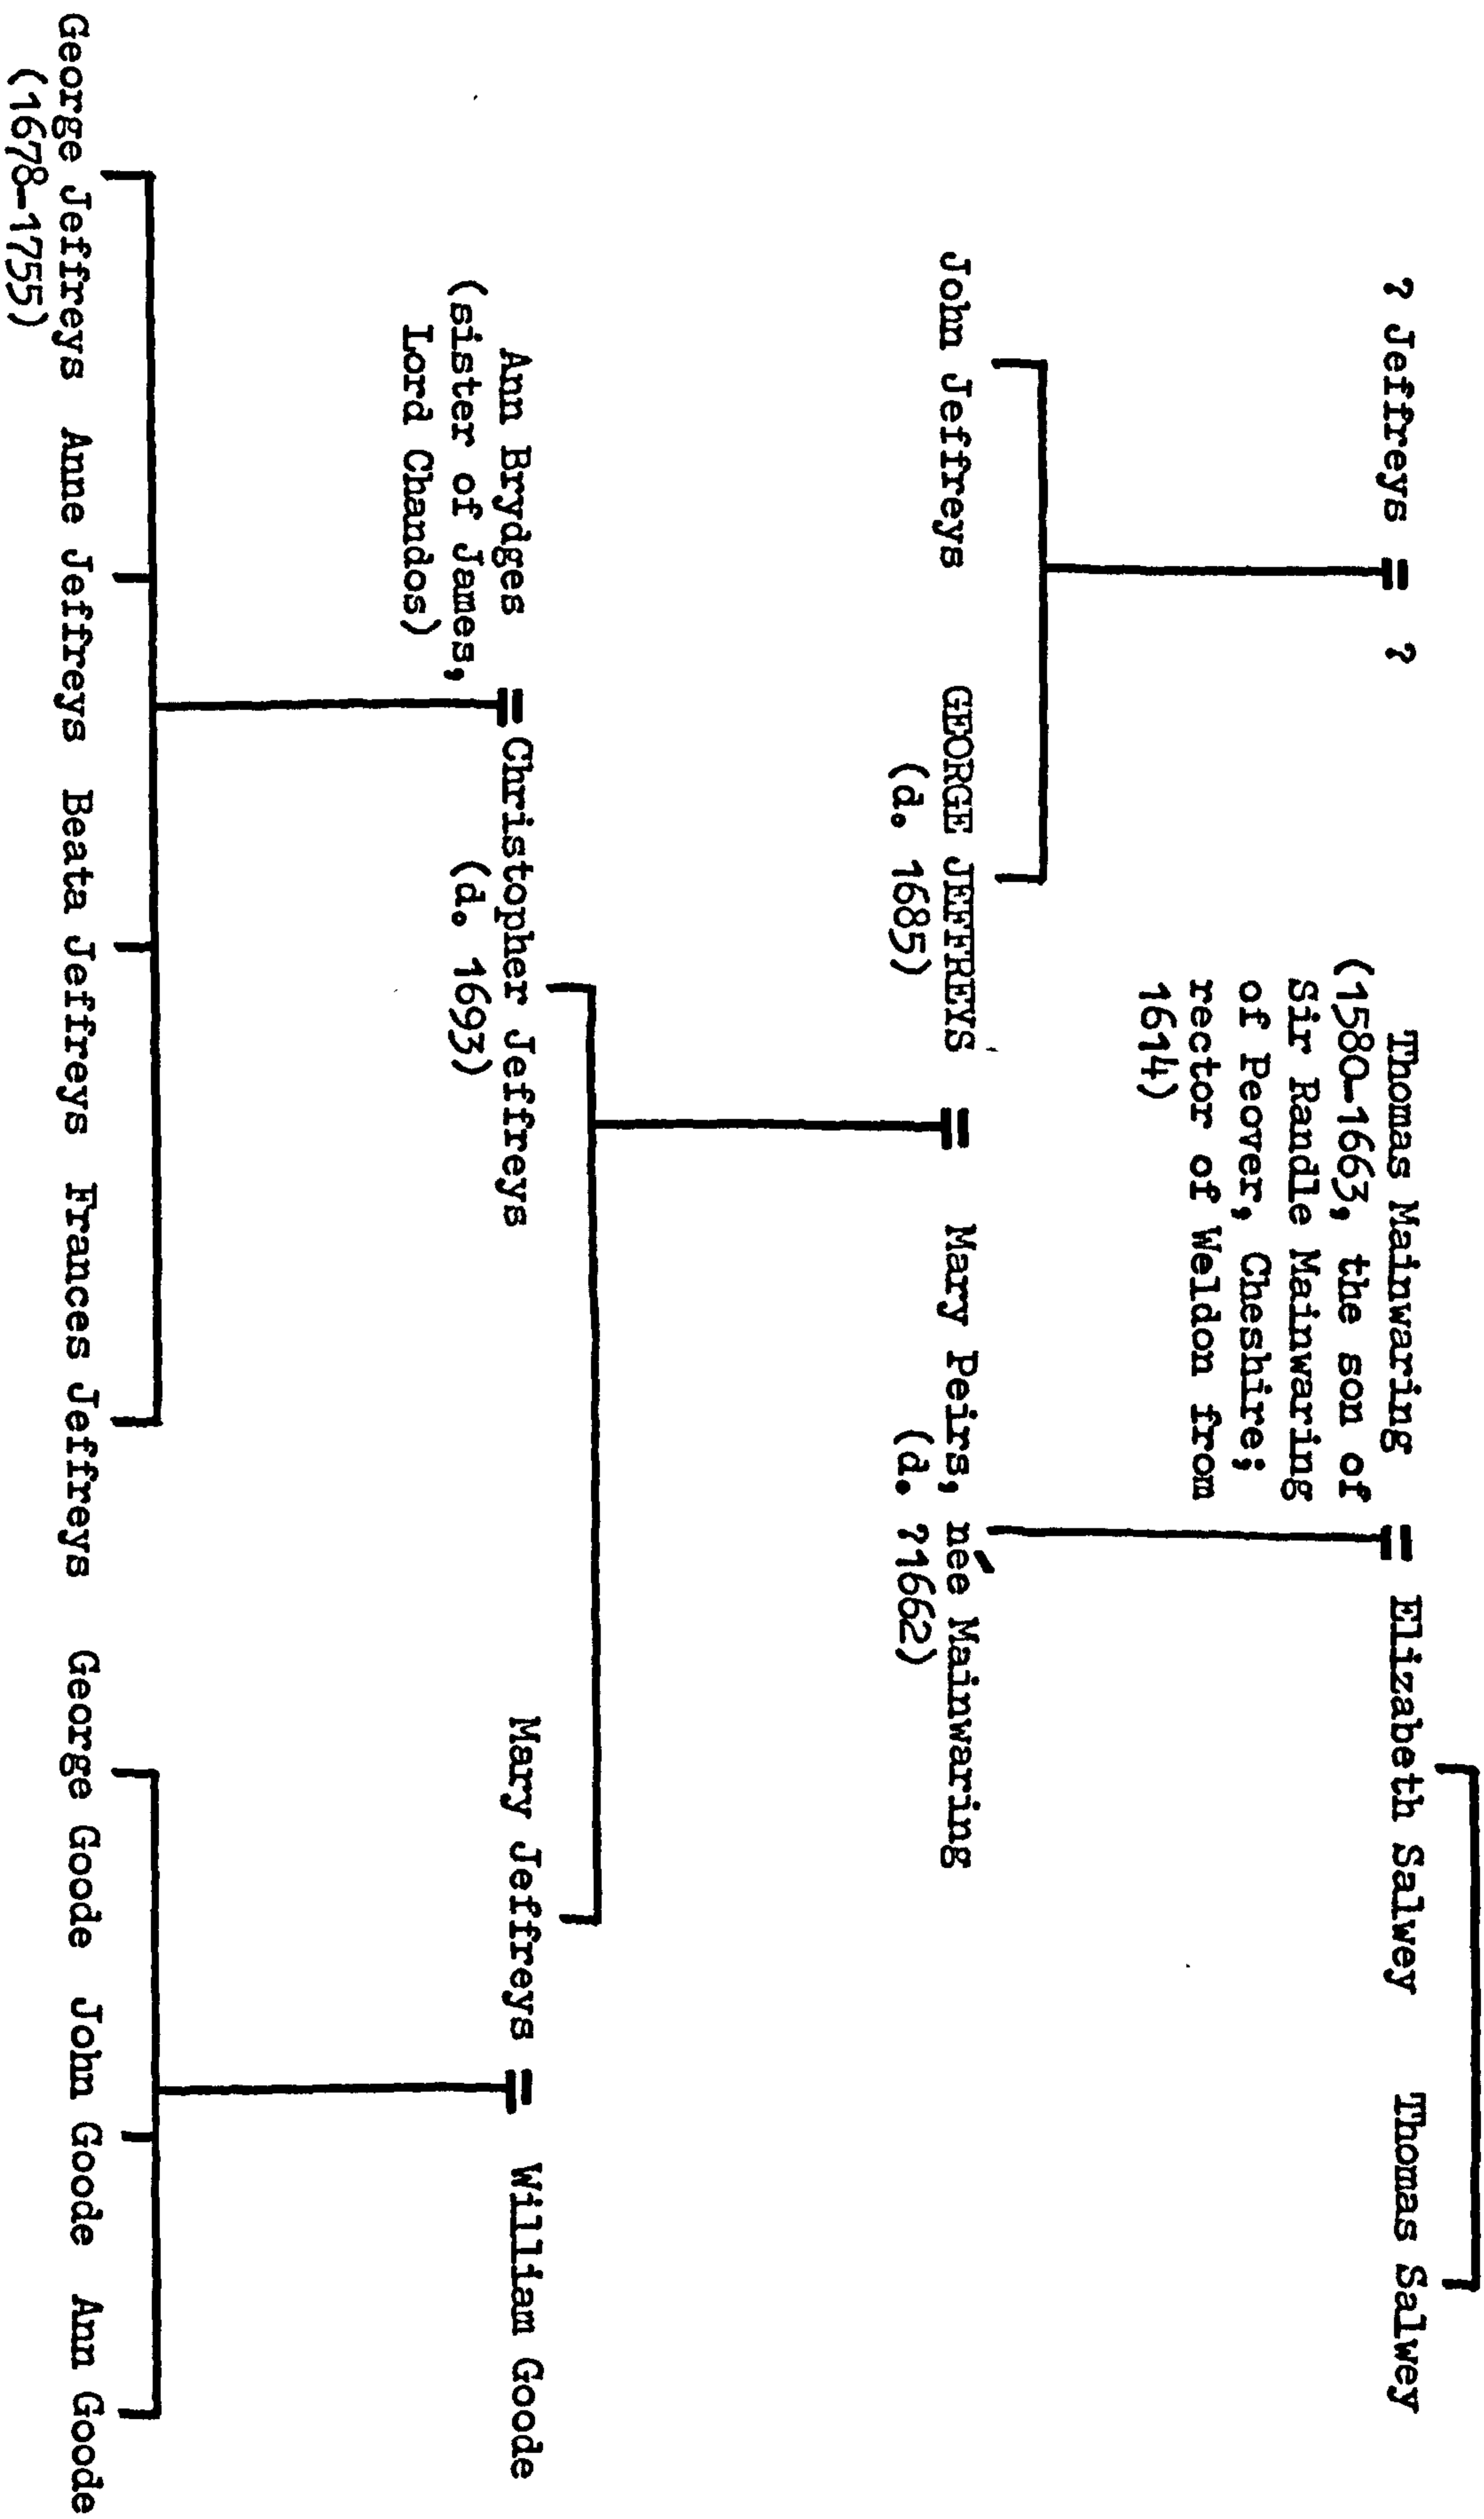 ? Jeffreys = ?
Thomas Mainwaring = Elizabeth Salwey
Thomas Salwey
(1580-1663, the son of
Sir Randle Mainwaring
of Peover, Cheshire;
rector of Weldon from
1614)
John Jeffreys
GEORGE JEFFREYS = Mary Peirs, née Mainwaring
(d. 1685)
(d. ?1662)
Ann Brydges = Christopher Jeffreys
(sister of James,
Lord Chandos)
(d. 1693)
Mary Jeffreys = William Goode
George Jeffreys
(1678-1755)
Anne Jeffreys
Beata Jeffreys
Frances Jeffreys
George Goode
John Goode
Ann Goode